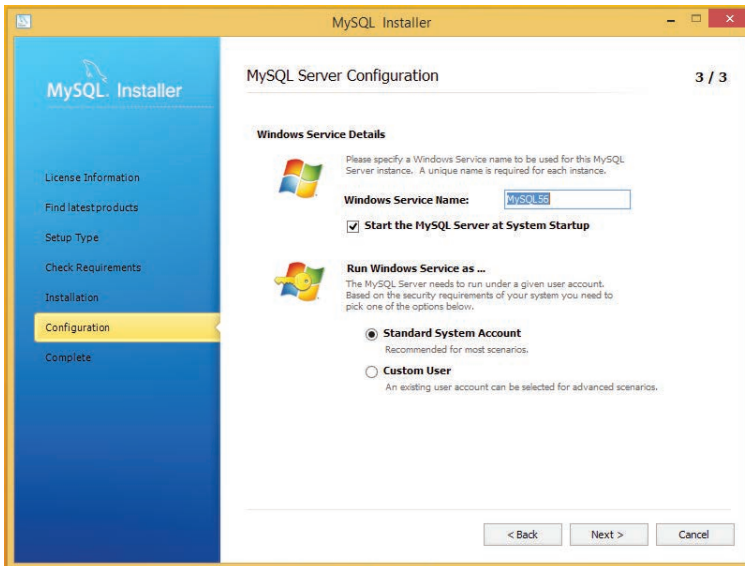 MySQL Installer
MySQL. Installer
License Information
Find latest products
Setup Type
Check Requirements
Installation
Configuration
Complete
MySQL Server Configuration
3 / 3
Windows Service Details
Please specify a Windows Service name to be used for this MySQL
Server instance. A unique name is required for each instance.
Windows Service Name:
MySQL56
Start the MySQL Server at System Startup
Run Windows Service as ...
The MySQL Server needs to run under a given user account.
Based on the security requirements of your system you need to
pick one of the options below.
Standard System Account
Recommended for most scenarios.
Custom User
An existing user account can be selected for advanced scenarios.
< Back
Next >
Cancel